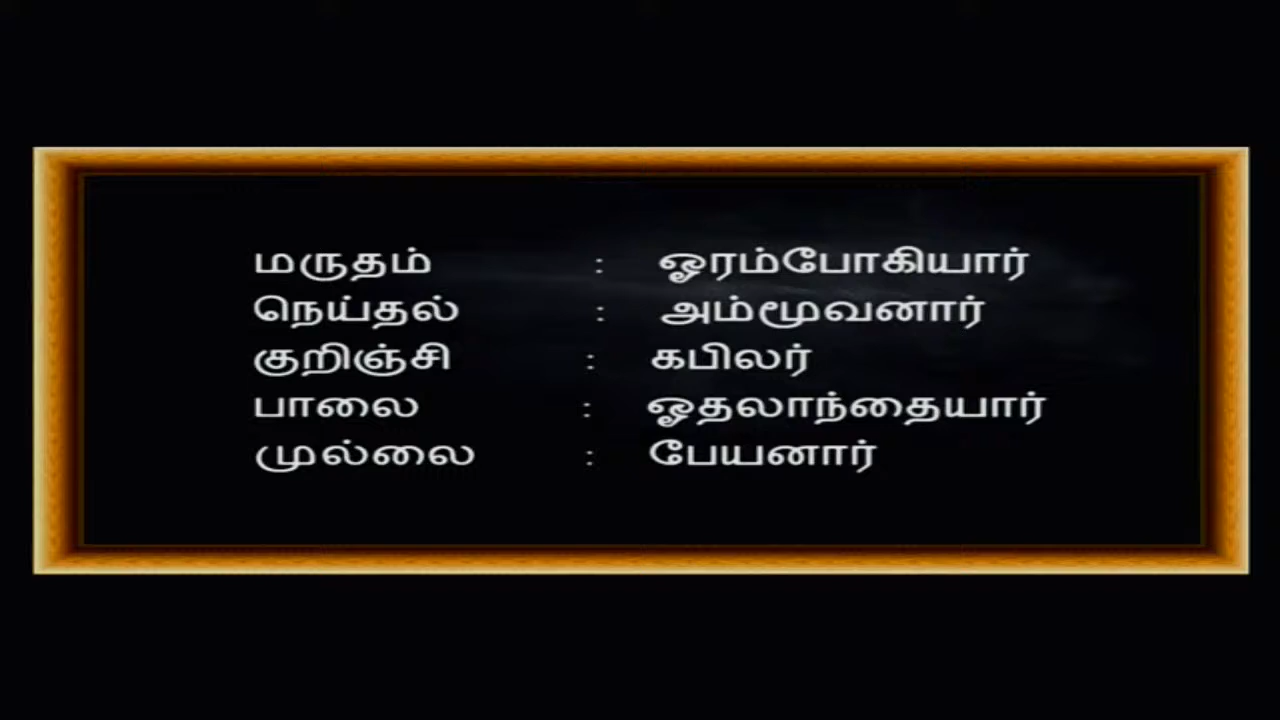 மருதம் : ஓரம்போகியார்
நெய்தல் : அம்மூவனார்
குறிஞ்சி : கபிலர்
பாலை : ஓதலாந்தையார்
முல்லை : பேயனார்